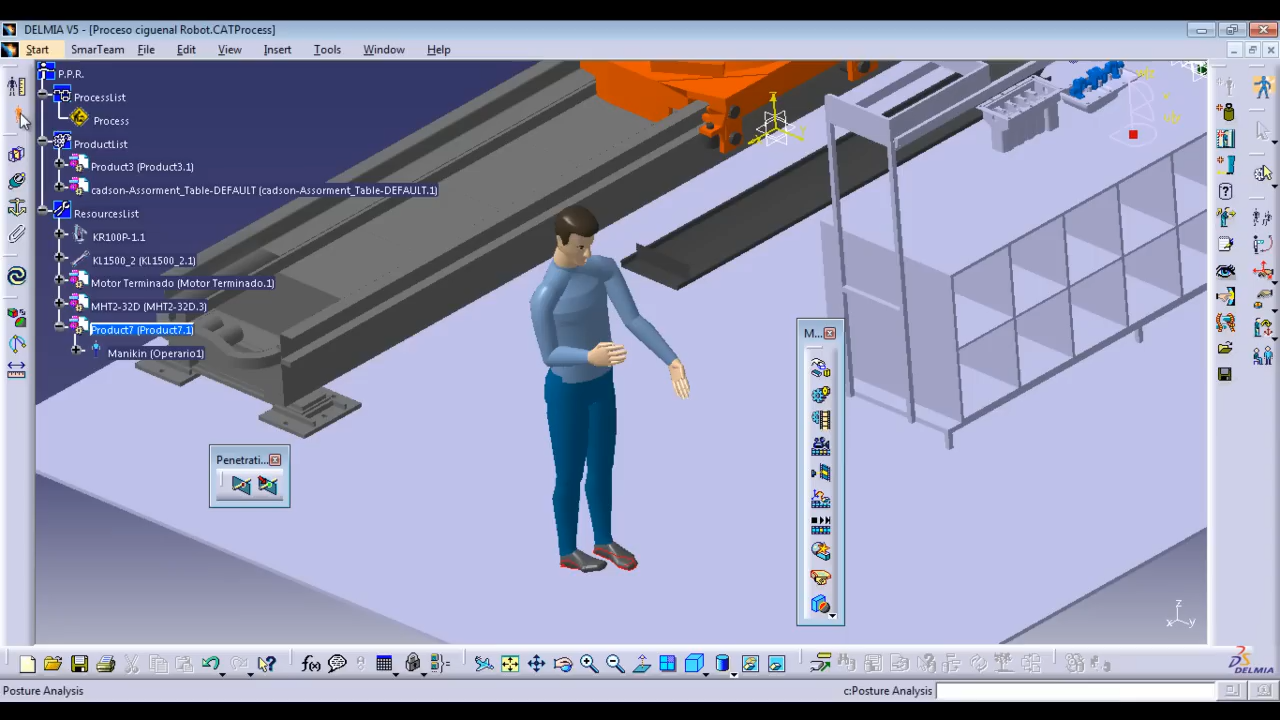 DELMIA V5 - [Proceso ciguenal Robot.CATProcess]
Start SmarTeam File Edit View Insert Tools Window Help
P.P.R.
ProcessList
Process
ProductList
Product3 (Product3.1)
cadson-Assorment_Table-DEFAULT (cadson-Assorment_Table-DEFAULT.1)
ResourcesList
KR100P-1.1
KL1500_2 (KL1500_2.1)
Motor Terminado (Motor Terminado.1)
MHT2-32D (MHT2-32D.3)
Product7 (Product7.1)
Manikin (Operario1)
M...
Penetrati...
z
x y
f(x)
DELMIA
Posture Analysis
c:Posture Analysis